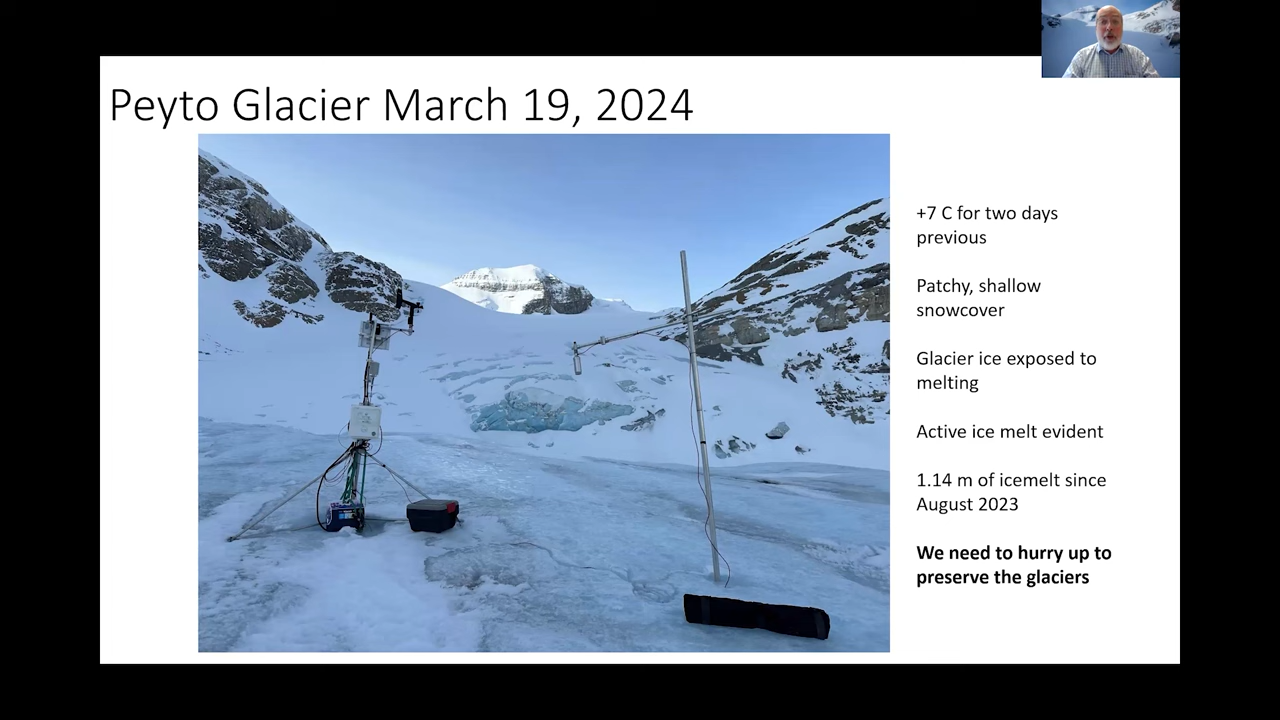 Peyto Glacier March 19, 2024
+7 C for two days
previous
Patchy, shallow
snowcover
Glacier ice exposed to
melting
Active ice melt evident
1.14 m of icemelt since
August 2023
We need to hurry up to
preserve the glaciers